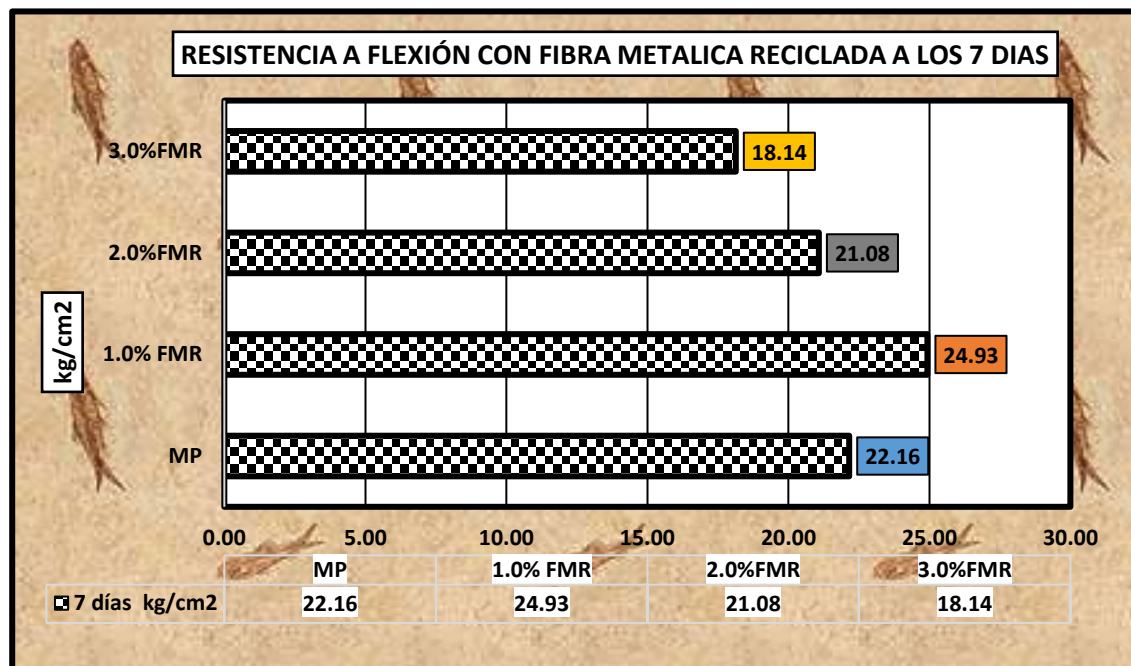 RESISTENCIA A FLEXIÓN CON FIBRA METALICA RECICLADA A LOS 7 DIAS
kg/cm2
3.0%FMR 18.14
2.0%FMR 21.08
1.0% FMR 24.93
MP 22.16
0.00 5.00 10.00 15.00 20.00 25.00 30.00
MP 1.0% FMR 2.0%FMR 3.0%FMR
7 días kg/cm2 22.16 24.93 21.08 18.14